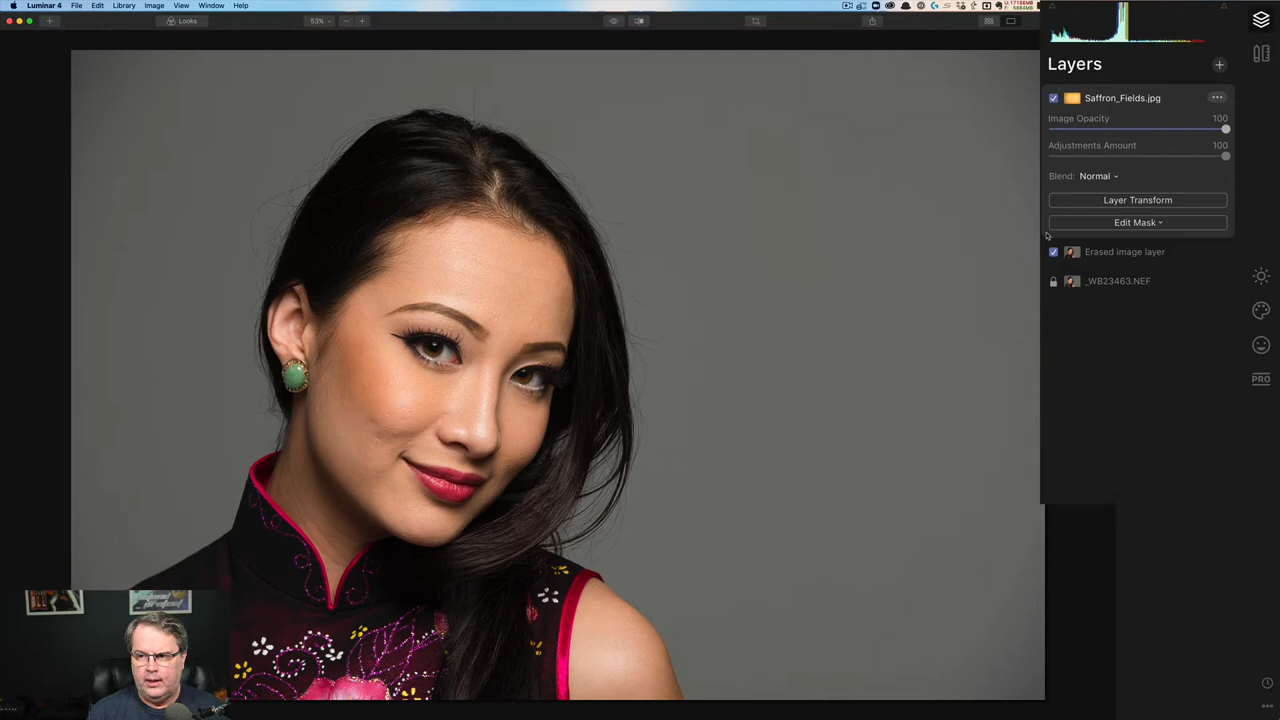 Luminar 4 File Edit Library Image View Window Help
Looks 53%
Layers
Saffron_Fields.jpg
Image Opacity 100
Adjustments Amount 100
Blend: Normal
Layer Transform
Edit Mask
Erased image layer
_WB23463.NEF
PRO